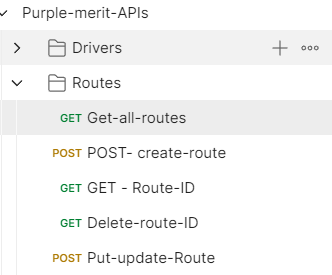 Purple-merit-APIs
Drivers
Routes
GET Get-all-routes
POST POST- create-route
GET GET - Route-ID
GET Delete-route-ID
POST Put-update-Route